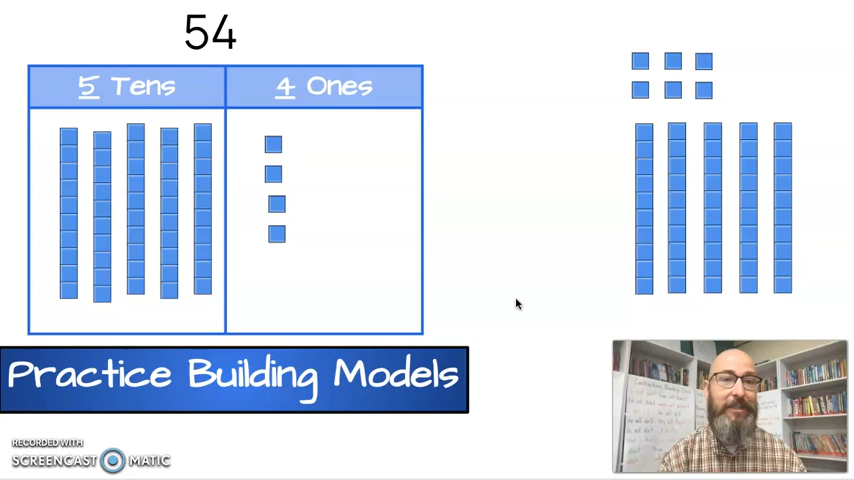 54
5 Tens
4 Ones
Practice Building Models
RECORDED WITH
SCREENCAST MATIC